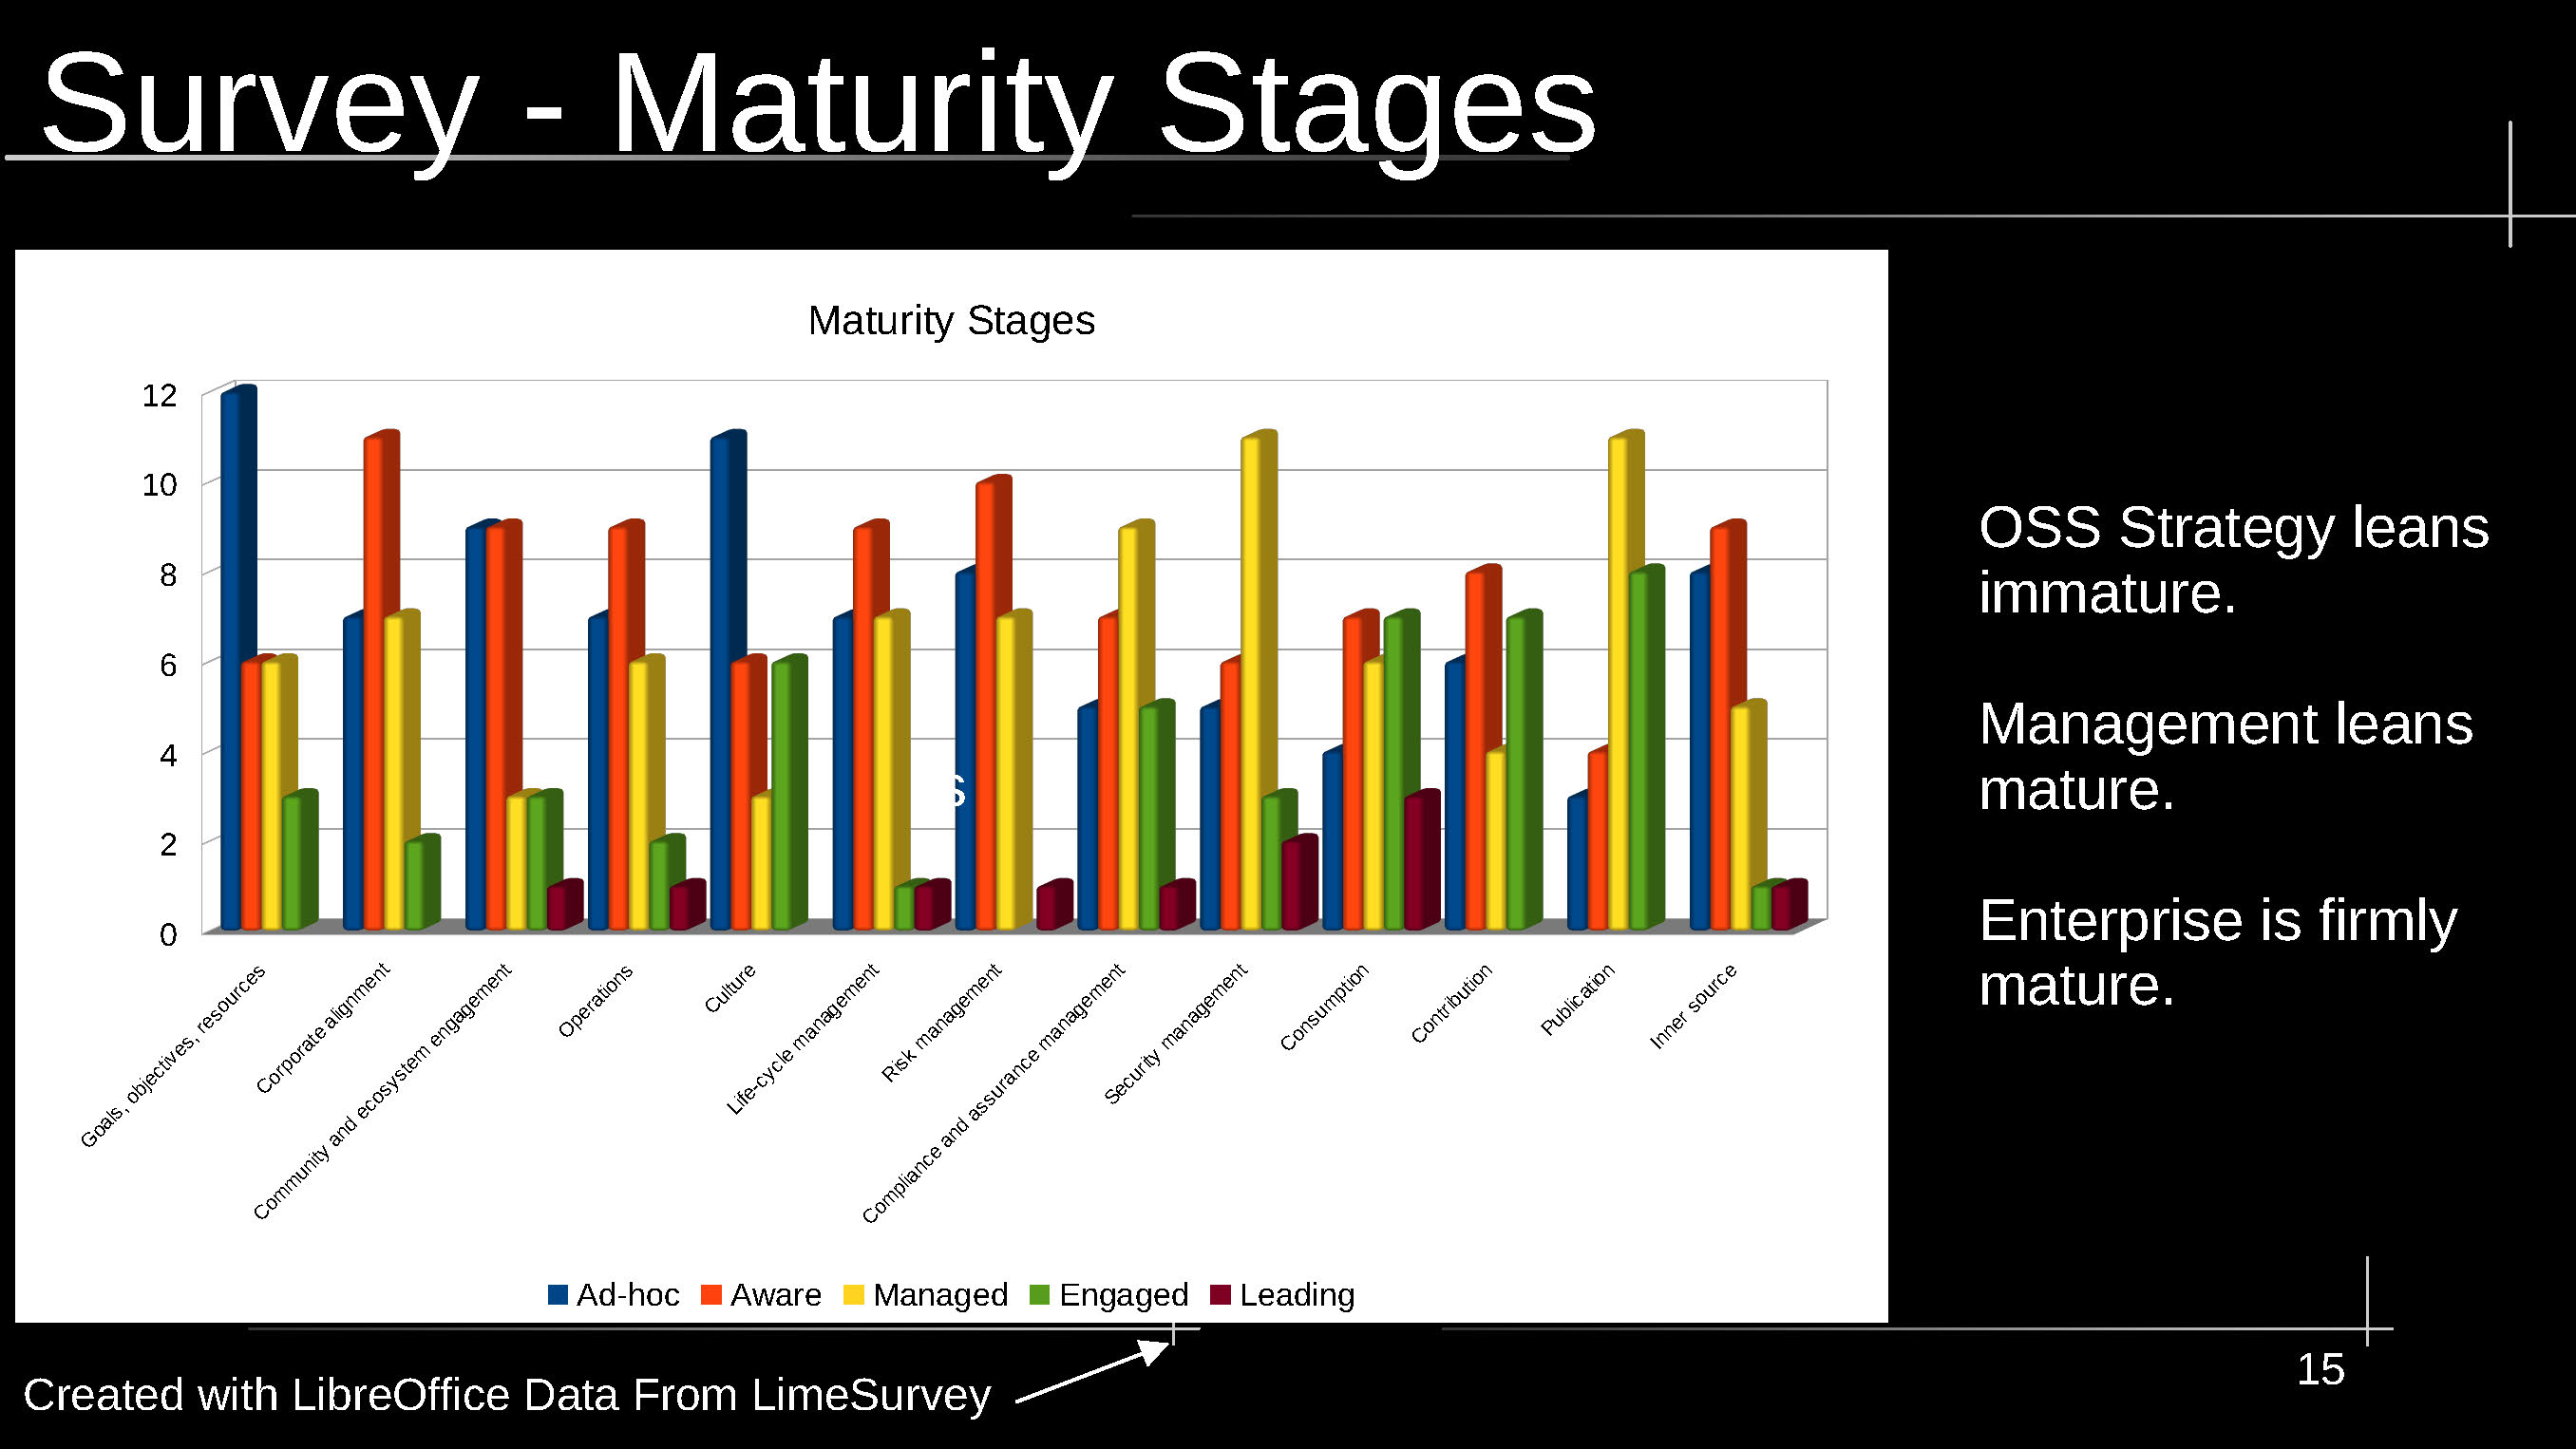 Survey - Maturity Stages
Maturity Stages
12
10
8
6
4
2
0
s
Goals, objectives, resources
Corporate alignment
Community and ecosystem engagement
Operations
Culture
Life-cycle management
Risk management
Compliance and assurance management
Security management
Consumption
Contribution
Publication
Inner source
Ad-hoc Aware Managed Engaged Leading
OSS Strategy leans
immature.
Management leans
mature.
Enterprise is firmly
mature.
Created with LibreOffice Data From LimeSurvey
15